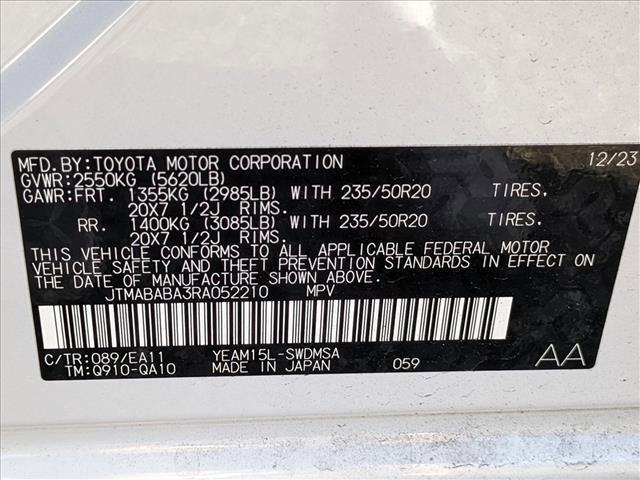 MFD.BY:TOYOTA MOTOR CORPORATION 12/23
GVWR:2550KG (5620LB)
GAWR:FRT. 1355KG (2985LB) WITH 235/50R20 TIRES.
20X7 1/2J RIMS.
RR. 1400KG (3085LB) WITH 235/50R20 TIRES.
20X7 1/2J RIMS.
THIS VEHICLE CONFORMS TO ALL APPLICABLE FEDERAL MOTOR
VEHICLE SAFETY AND THEFT PREVENTION STANDARDS IN EFFECT ON
THE DATE OF MANUFACTURE SHOWN ABOVE.
JTMABABA3RA052210 MPV
C/TR:089/EA11 YEAM15L-SWDMSA AA
TM:Q910-QA10 MADE IN JAPAN 059